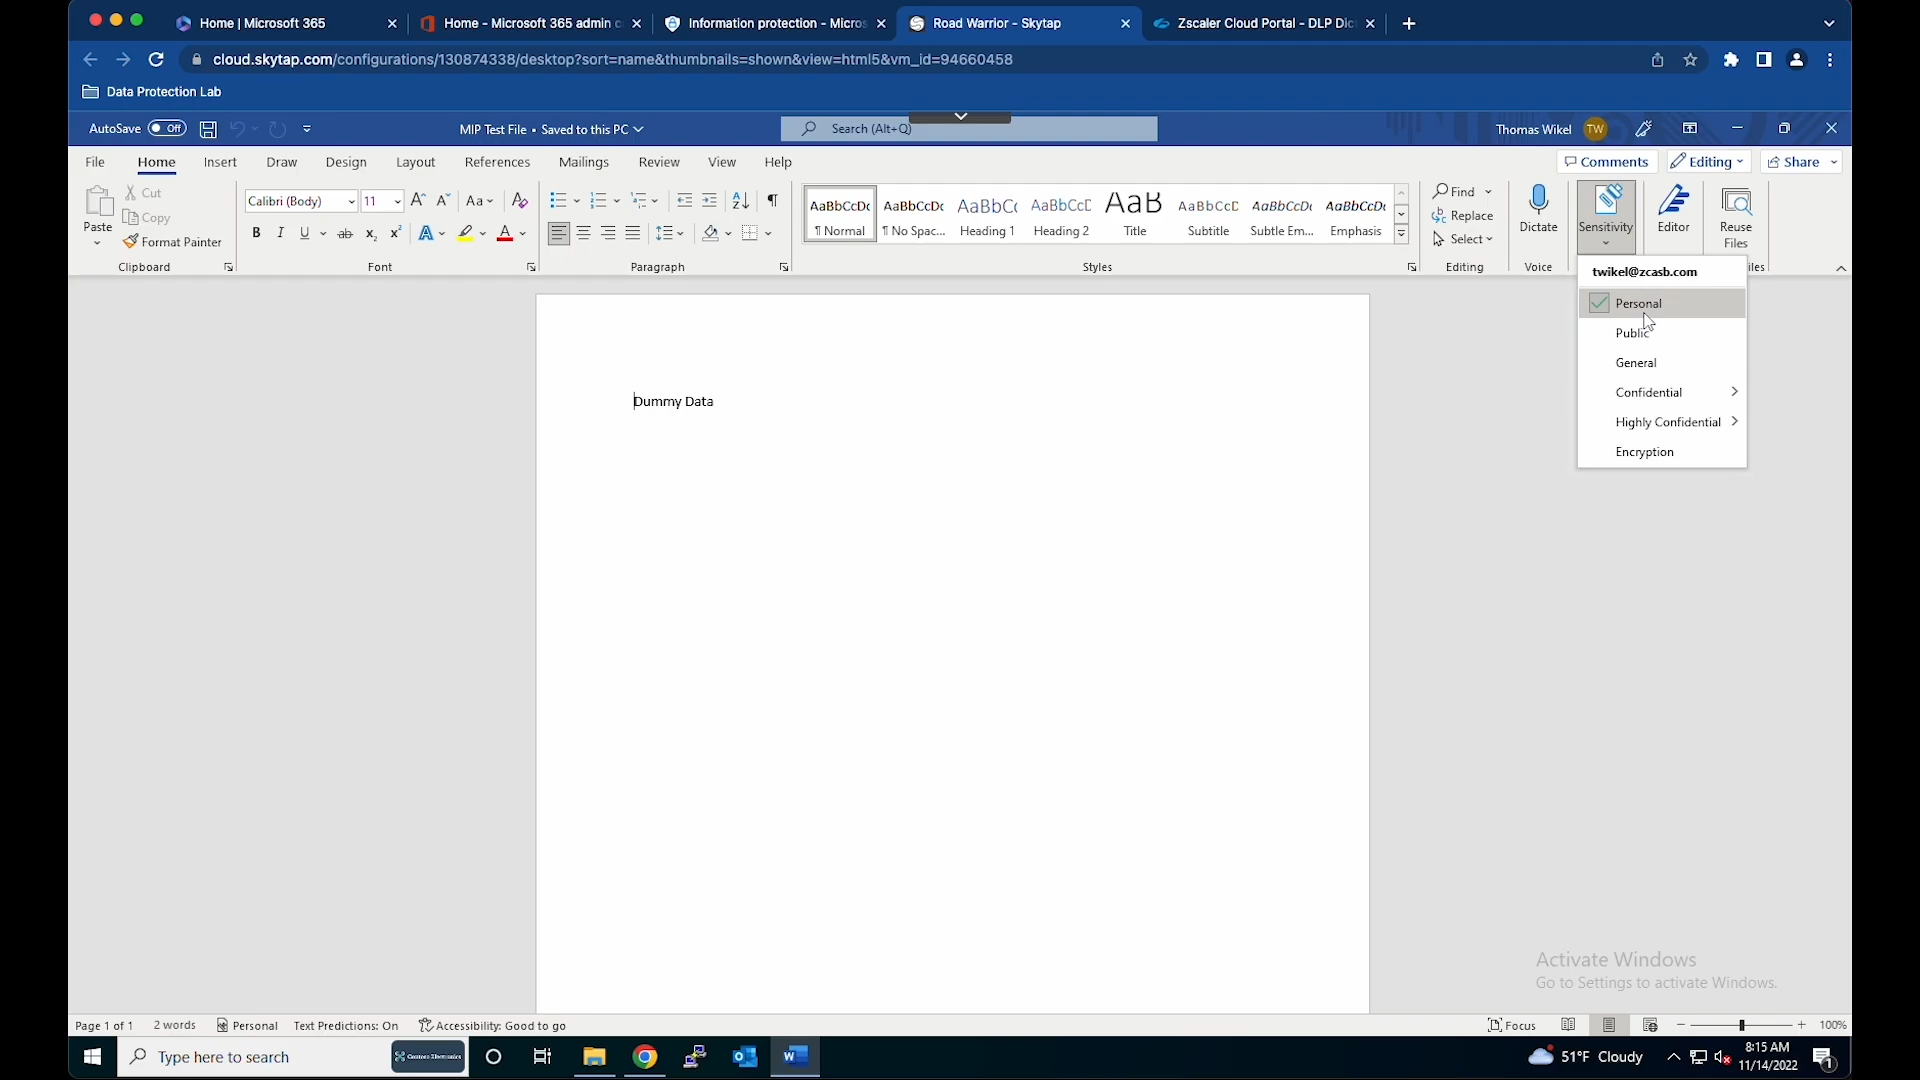 Home | Microsoft 365
Home - Microsoft 365 admin c
Information protection - Micros
Road Warrior - Skytap
Zscaler Cloud Portal - DLP Dic
cloud.skytap.com/configurations/130874338/desktop?sort=name&thumbnails=shown&view=html5&vm_id=94660458
Data Protection Lab
AutoSave Off
MIP Test File • Saved to this PC
Search (Alt+Q)
Thomas Wikel TW
File Home Insert Draw Design Layout References Mailings Review View Help
Comments Editing Share
Paste
Cut
Copy
Format Painter
Clipboard
Calibri (Body) 11
Font
Paragraph
AaBbCcDc AaBbCcDc AaBbCc AaBbCcD AaB AaBbCcD AaBbCcDc AaBbCcDc
¶ Normal ¶ No Spac... Heading 1 Heading 2 Title Subtitle Subtle Em... Emphasis
Styles
Find
Replace
Select
Editing
Dictate
Voice
Sensitivity
Editor
Reuse
Files
iles
twikel@zcasb.com
Personal
Public
General
Confidential
Highly Confidential
Encryption
Dummy Data
Activate Windows
Go to Settings to activate Windows.
Page 1 of 1 2 words Personal Text Predictions: On Accessibility: Good to go
Focus 100%
Type here to search
51°F Cloudy
8:15 AM
11/14/2022
1